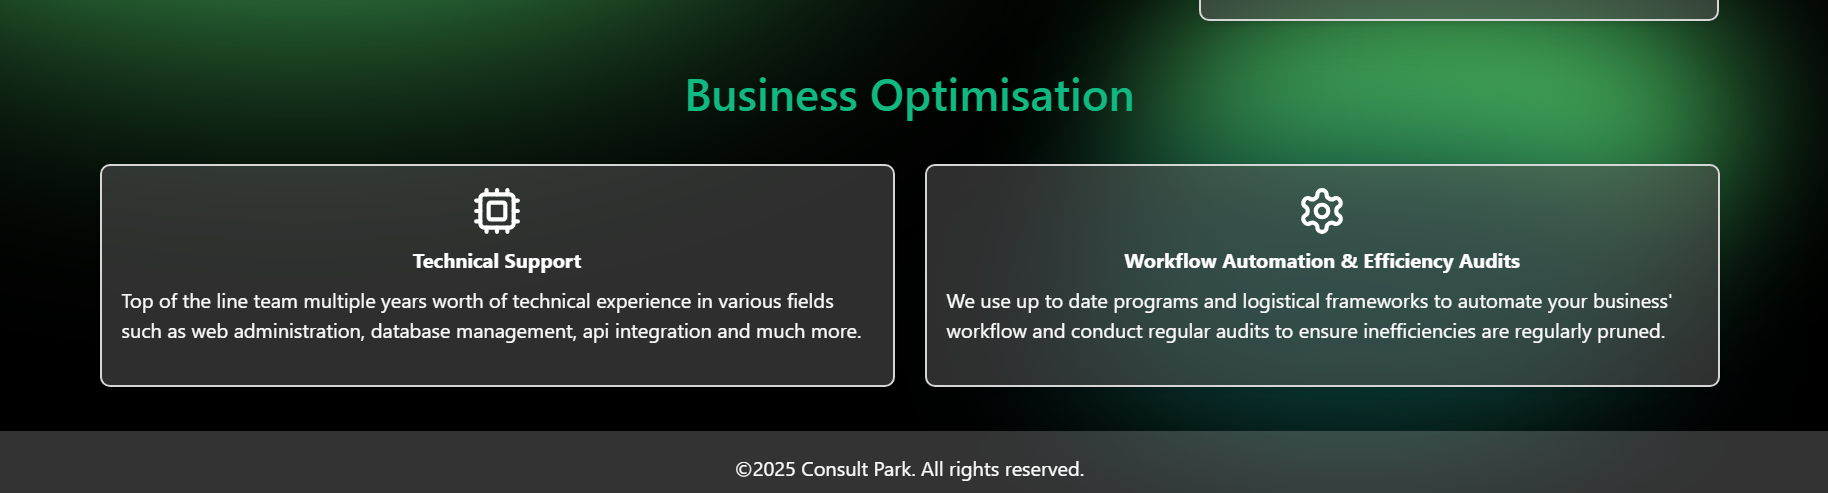 Business Optimisation
Technical Support
Top of the line team multiple years worth of technical experience in various fields
such as web administration, database management, api integration and much more.
Workflow Automation & Efficiency Audits
We use up to date programs and logistical frameworks to automate your business'
workflow and conduct regular audits to ensure inefficiencies are regularly pruned.
©2025 Consult Park. All rights reserved.